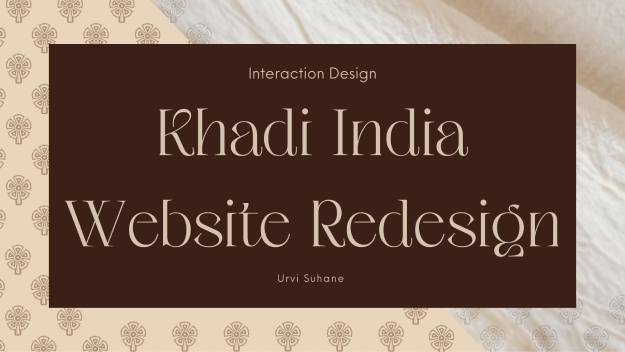 Interaction Design
Khadi India
Website Redesign
Urvi Suhane